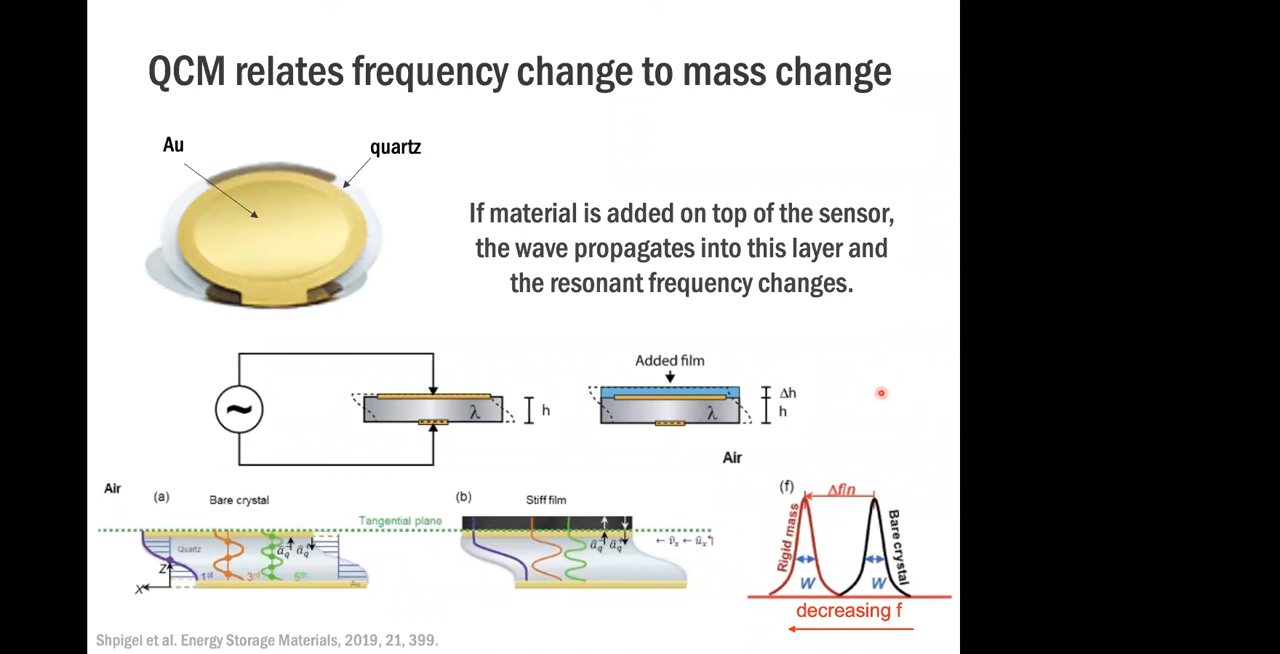 QCM relates frequency change to mass change
Au
quartz
If material is added on top of the sensor,
the wave propagates into this layer and
the resonant frequency changes.
~
λ
h
Added film
λ
Δh
h
Air
Air
(a)
Bare crystal
Tangential plane
Quartz
Z
X
1st
3rd
5th
Au
(b)
Stiff film
(f)
Δf/n
Rigid mass
Bare crystal
W
W
decreasing f
Shpigel et al. Energy Storage Materials, 2019, 21, 399.